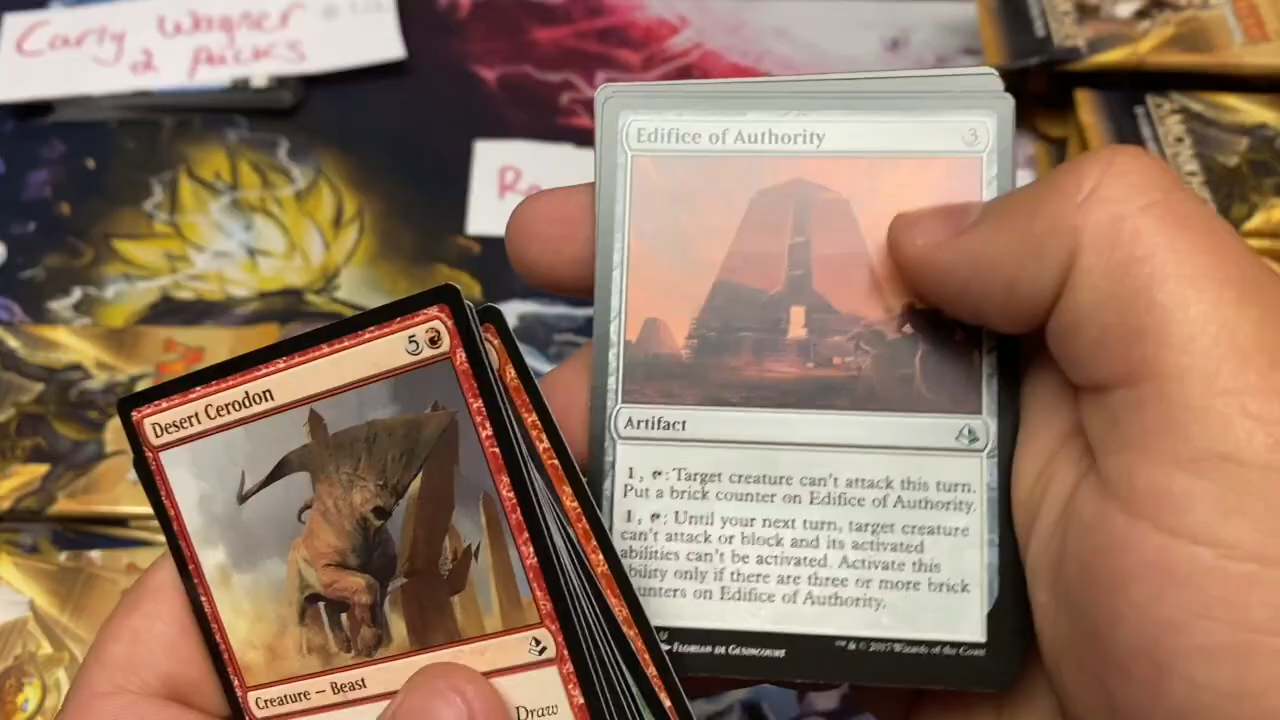 Carly Wagner
2 packs
Re
Edifice of Authority 3
Artifact
1, : Target creature can't attack this turn.
Put a brick counter on Edifice of Authority.
1, : Until your next turn, target creature
can't attack or block and its activated
abilities can't be activated. Activate this
bility only if there are three or more brick
unters on Edifice of Authority.
U
Florian de Gesincourt
™ & © 2017 Wizards of the Coast
Desert Cerodon 5
Creature – Beast
Draw